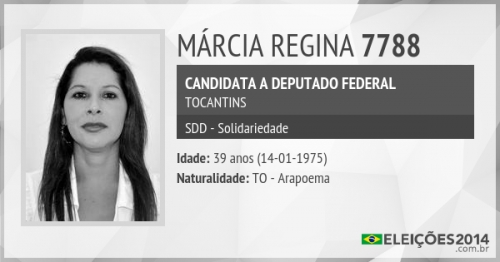 MÁRCIA REGINA 7788
CANDIDATA A DEPUTADO FEDERAL
TOCANTINS
SDD - Solidariedade
Idade: 39 anos (14-01-1975)
Naturalidade: TO - Arapoema
ELEIÇÕES2014
.com.br